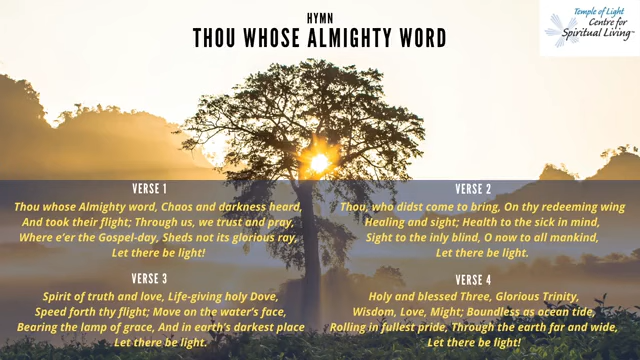 HYMN
THOU WHOSE ALMIGHTY WORD
Temple of Light
Centre for
Spiritual Living™
VERSE 1
Thou whose Almighty word, Chaos and darkness heard,
And took their flight; Through us, we trust and pray,
Where e'er the Gospel-day, Sheds not its glorious ray,
Let there be light!
VERSE 2
Thou, who didst come to bring, On thy redeeming wing
Healing and sight; Health to the sick in mind,
Sight to the inly blind, O now to all mankind,
Let there be light.
VERSE 3
Spirit of truth and love, Life-giving holy Dove,
Speed forth thy flight; Move on the water's face,
Bearing the lamp of grace, And in earth's darkest place
Let there be light.
VERSE 4
Holy and blessed Three, Glorious Trinity,
Wisdom, Love, Might; Boundless as ocean tide,
Rolling in fullest pride, Through the earth far and wide,
Let there be light!